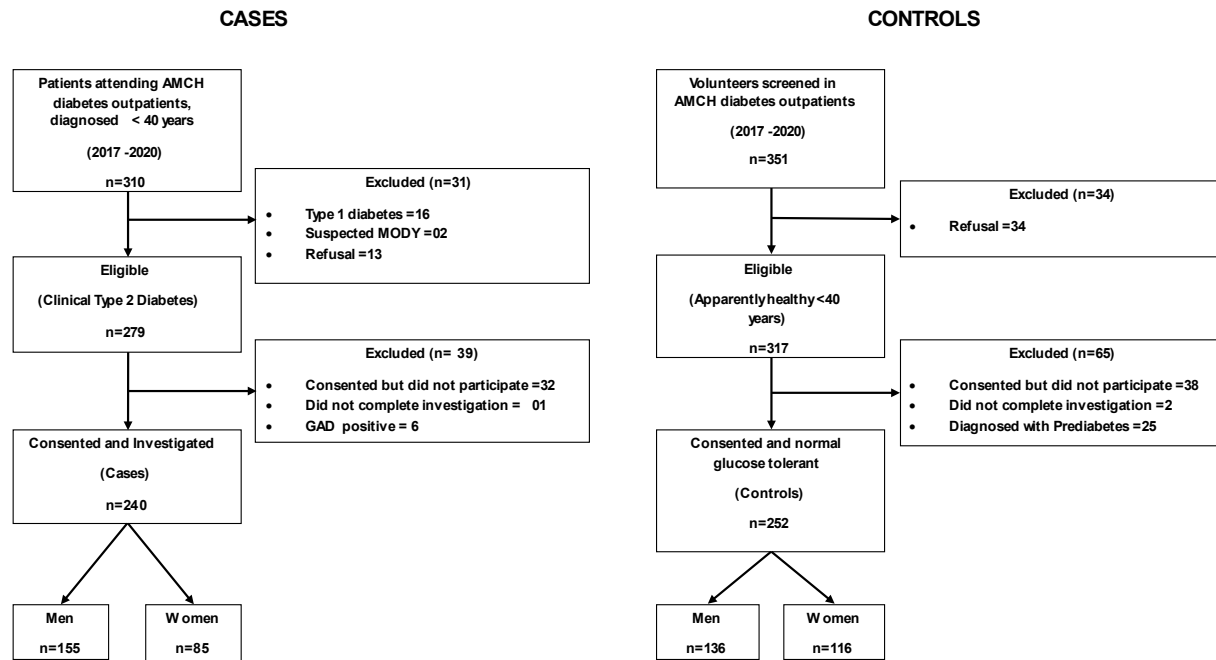 CASES
Patients attending AMCH
diabetes outpatients,
diagnosed < 40 years
(2017 -2020)
n=310
Excluded (n=31)
• Type 1 diabetes =16
• Suspected MODY =02
• Refusal =13
Eligible
(Clinical Type 2 Diabetes)
n=279
Excluded (n= 39)
• Consented but did not participate =32
• Did not complete investigation = 01
• GAD positive = 6
Consented and Investigated
(Cases)
n=240
Men
n=155
Women
n=85
CONTROLS
Volunteers screened in
AMCH diabetes outpatients
(2017 -2020)
n=351
Excluded (n=34)
• Refusal =34
Eligible
(Apparently healthy <40
years)
n=317
Excluded (n=65)
• Consented but did not participate =38
• Did not complete investigation =2
• Diagnosed with Prediabetes =25
Consented and normal
glucose tolerant
(Controls)
n=252
Men
n=136
Women
n=116